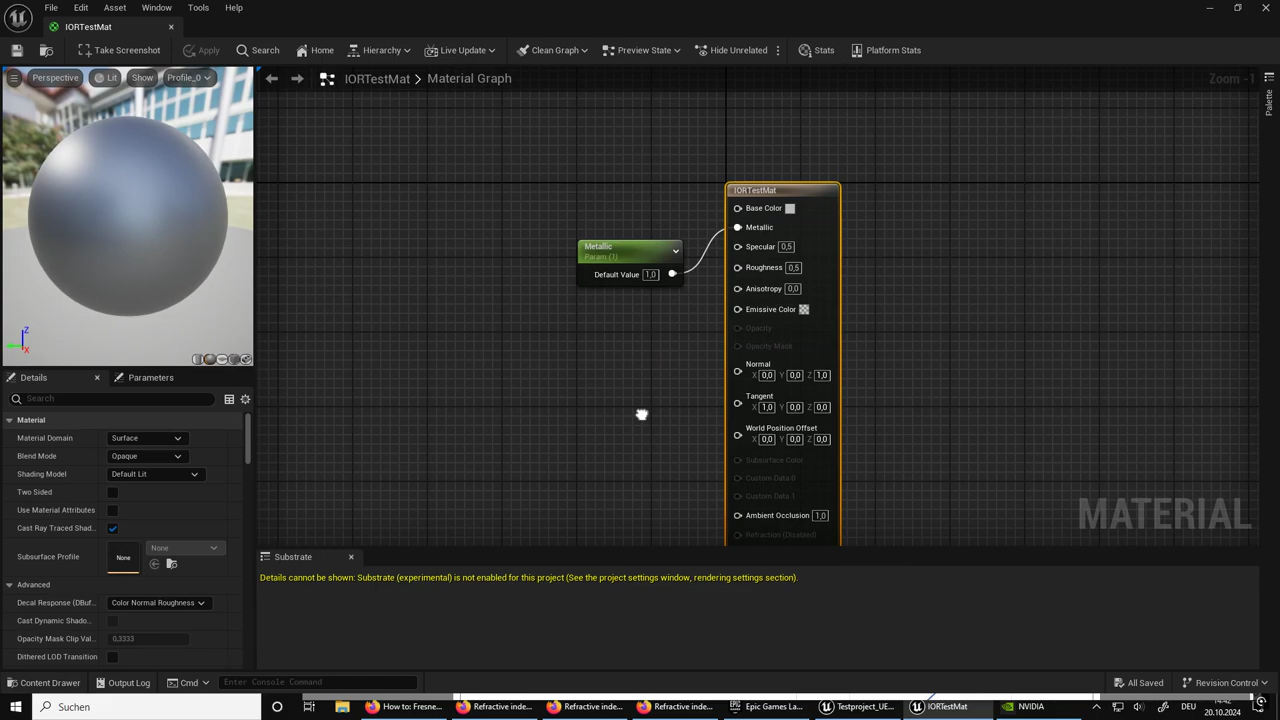 File Edit Asset Window Tools Help
IORTestMat
Take Screenshot Apply Search Home Hierarchy Live Update Clean Graph Preview State Hide Unrelated Stats Platform Stats
Perspective Lit Show Profile_0
IORTestMat Material Graph
Zoom -1
Palette
IORTestMat
Base Color
Metallic
Specular 0,5
Roughness 0,5
Anisotropy 0,0
Emissive Color
Opacity
Opacity Mask
Normal
X 0,0 Y 0,0 Z 1,0
Tangent
X 1,0 Y 0,0 Z 0,0
World Position Offset
X 0,0 Y 0,0 Z 0,0
Subsurface Color
Custom Data 0
Custom Data 1
Ambient Occlusion 1,0
Refraction (Disabled)
Metallic
Param (1)
Default Value 1,0
MATERIAL
Z
X
Details Parameters
Search
Material
Material Domain Surface
Blend Mode Opaque
Shading Model Default Lit
Two Sided
Use Material Attributes
Cast Ray Traced Shad...
Subsurface Profile None None
Advanced
Decal Response (DBuf... Color Normal Roughness
Cast Dynamic Shado...
Opacity Mask Clip Val... 0,3333
Dithered LOD Transition
Substrate
Details cannot be shown: Substrate (experimental) is not enabled for this project (See the project settings window, rendering settings section).
Content Drawer Output Log Cmd Enter Console Command All Saved Revision Control
Suchen
How to: Fresne...
Refractive inde...
Refractive inde...
Refractive inde...
Epic Games La...
Testproject_UE...
IORTestMat
NVIDIA
DEU
14:42
20.10.2024